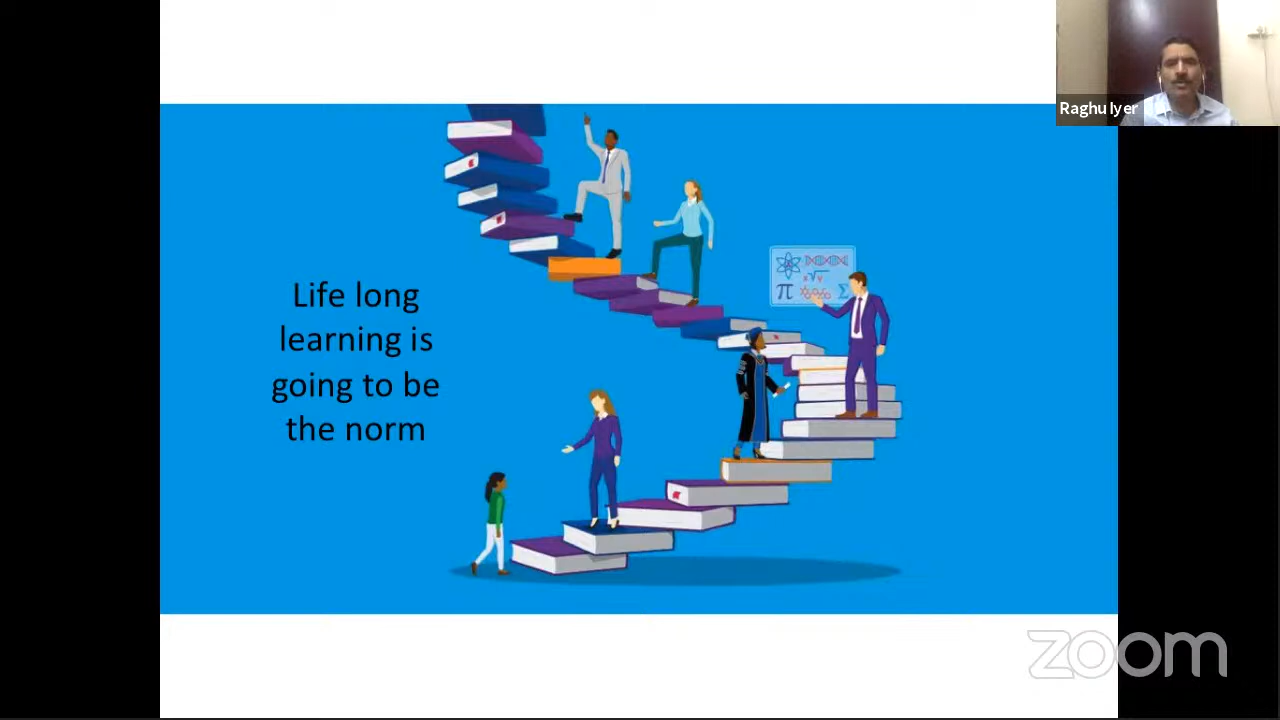 Raghu Iyer
Life long
learning is
going to be
the norm
π
Σ
zoom